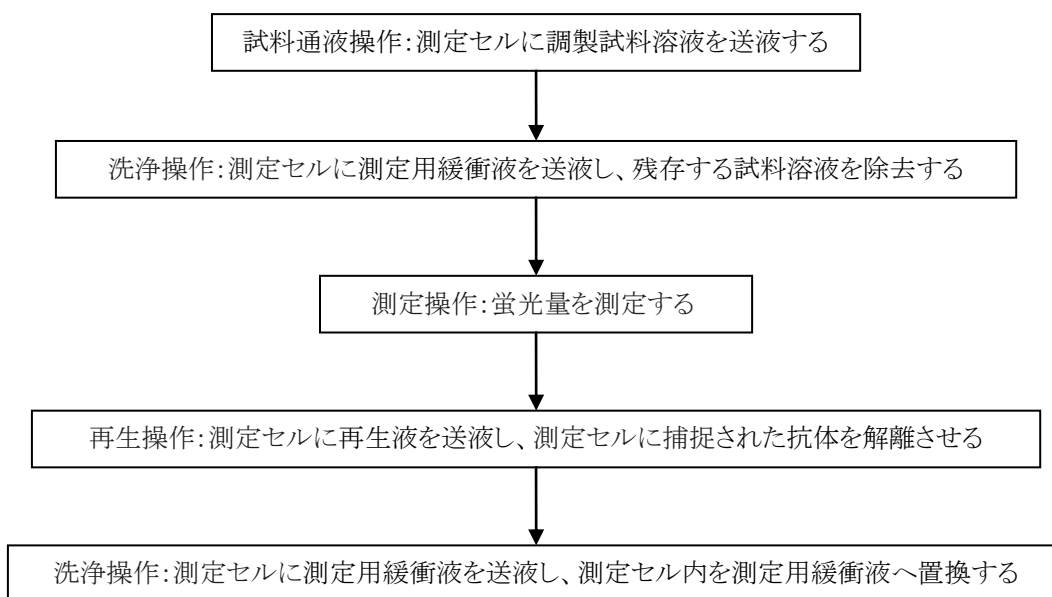 試料通液操作：測定セルに調製試料溶液を送液する
洗浄操作：測定セルに測定用緩衝液を送液し、残存する試料溶液を除去する
測定操作：蛍光量を測定する
再生操作：測定セルに再生液を送液し、測定セルに捕捉された抗体を解離させる
洗浄操作：測定セルに測定用緩衝液を送液し、測定セル内を測定用緩衝液へ置換する